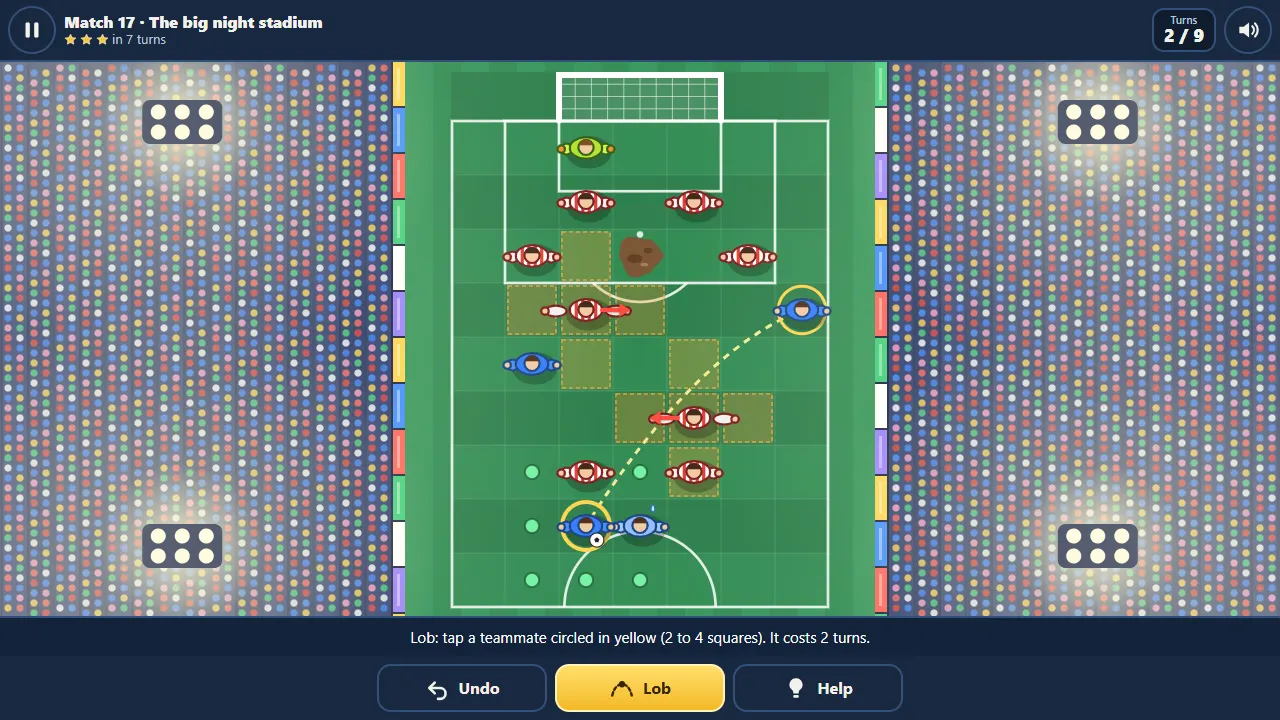 Match 17 · The big night stadium
in 7 turns
Turns
2 / 9
Lob: tap a teammate circled in yellow (2 to 4 squares). It costs 2 turns.
Undo
Lob
Help